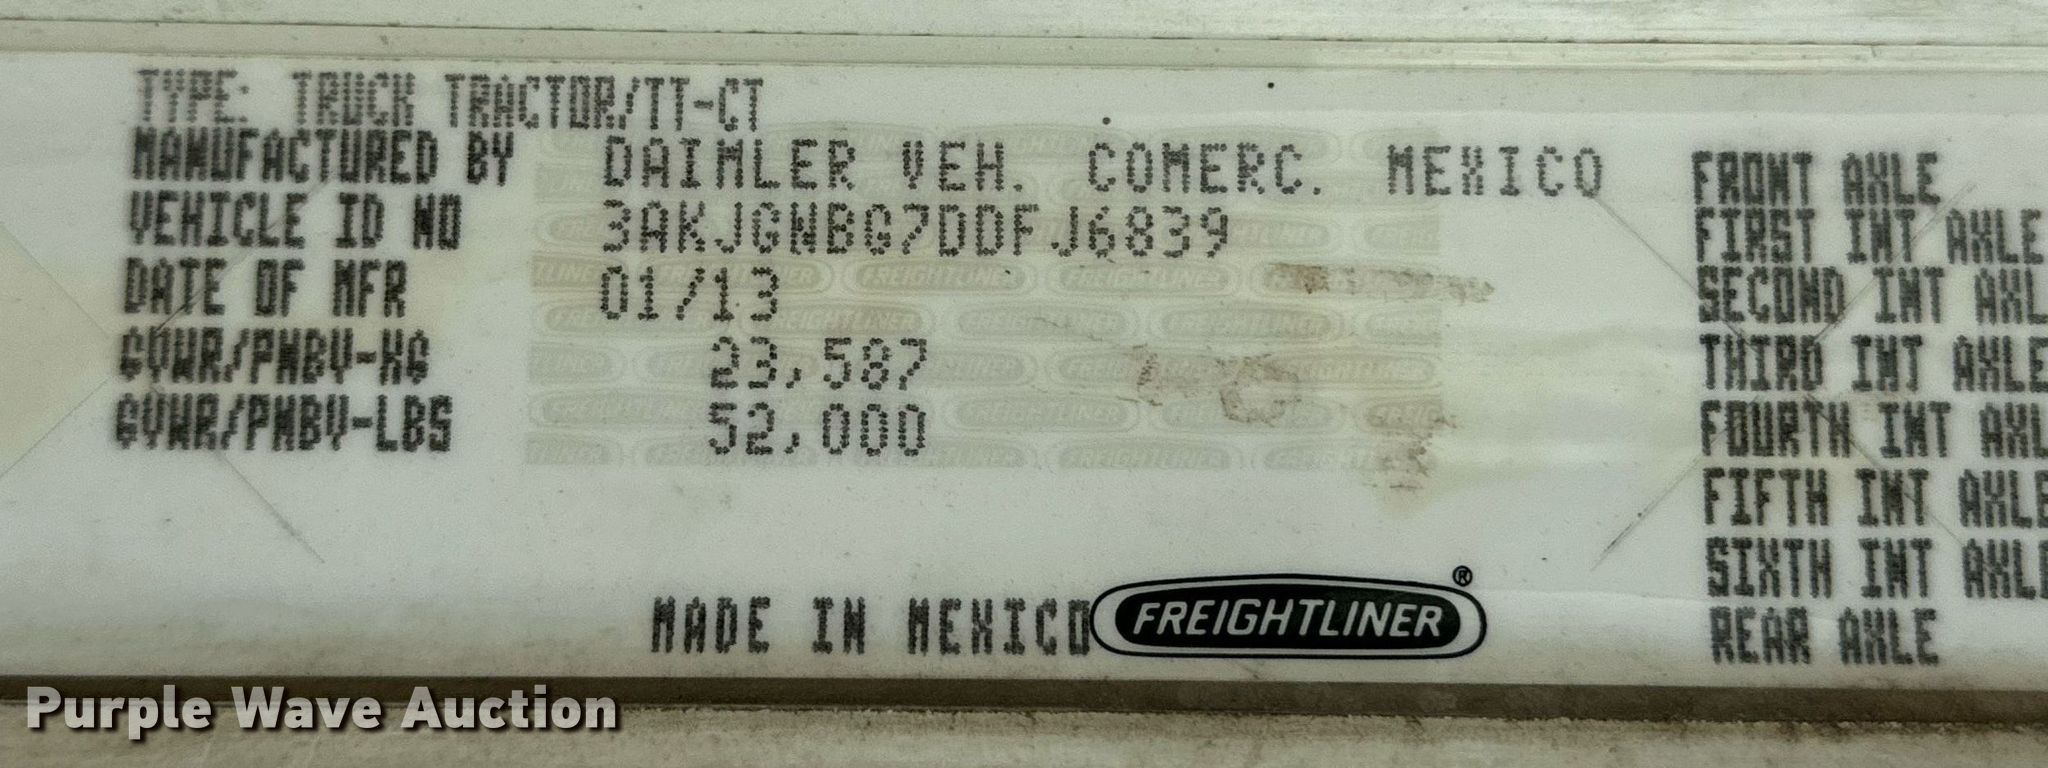 TYPE: TRUCK TRACTOR/TT-CT
MANUFACTURED BY DAIMLER VEH. COMERC. MEXICO
VEHICLE ID NO 3AKJGNBG7DDFJ6839
DATE OF MFR 01/13
GVWR/PNBV-KG 23,587
GVWR/PNBV-LBS 52,000
MADE IN MEXICO FREIGHTLINER®
FRONT AXLE
FIRST INT AXLE
SECOND INT AXL
THIRD INT AXLE
FOURTH INT AXL
FIFTH INT AXLE
SIXTH INT AXLE
REAR AXLE
Purple Wave Auction